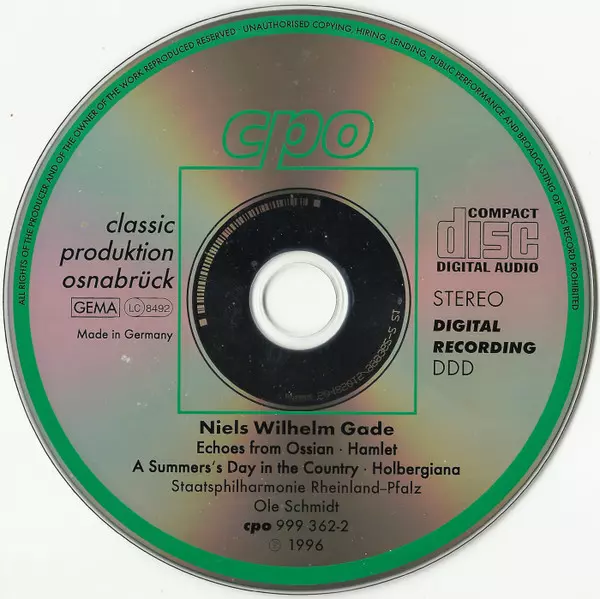 ALL RIGHTS OF THE PRODUCER AND OF THE OWNER OF THE WORK REPRODUCED RESERVED · UNAUTHORISED COPYING, HIRING, LENDING, PUBLIC PERFORMANCE AND BROADCASTING OF THIS RECORD PROHIBITED
cpo
classic
produktion
osnabrück
GEMA LC 8492
Made in Germany
COMPACT
disc
DIGITAL AUDIO
STEREO
DIGITAL
RECORDING
DDD
Niels Wilhelm Gade
Echoes from Ossian · Hamlet
A Summers's Day in the Country · Holbergiana
Staatsphilharmonie Rheinland–Pfalz
Ole Schmidt
cpo 999 362-2
℗ 1996